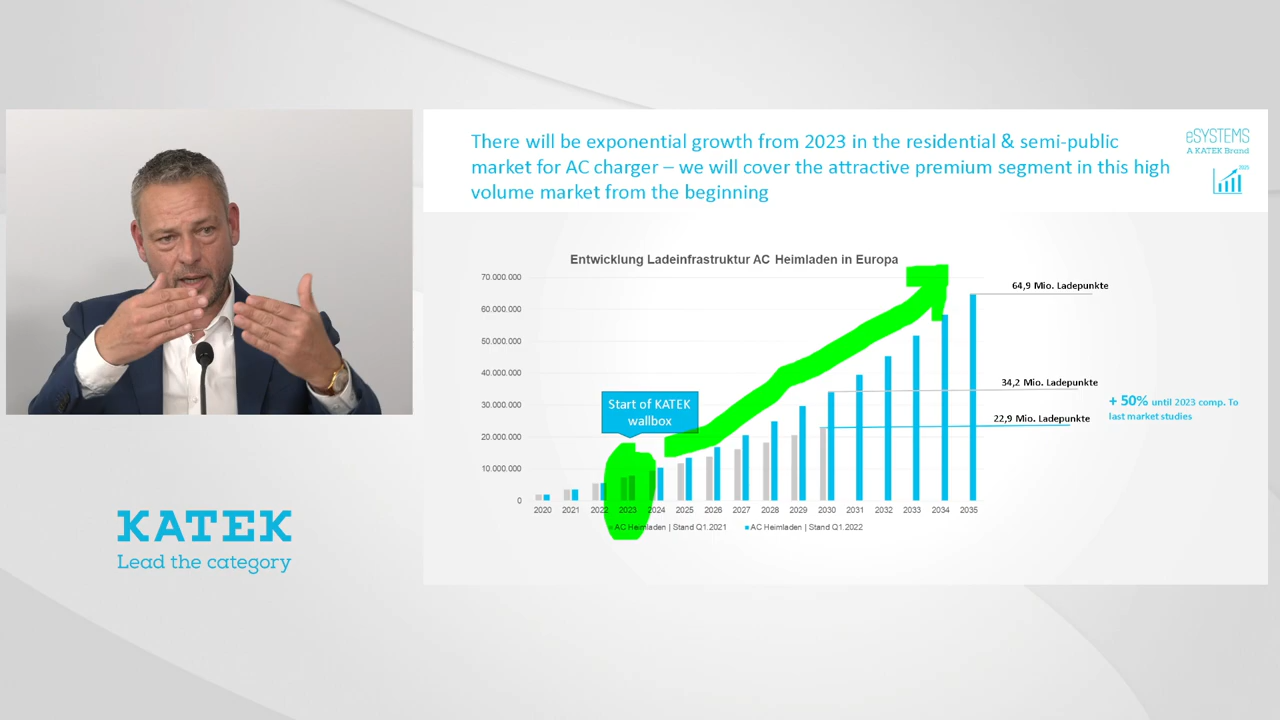 There will be exponential growth from 2023 in the residential & semi-public
market for AC charger – we will cover the attractive premium segment in this high
volume market from the beginning
eSYSTEMS
A KATEK Brand
2025
Entwicklung Ladeinfrastruktur AC Heimladen in Europa
70.000.000
60.000.000
50.000.000
40.000.000
30.000.000
20.000.000
10.000.000
0
Start of KATEK
wallbox
64,9 Mio. Ladepunkte
34,2 Mio. Ladepunkte
22,9 Mio. Ladepunkte
+ 50% until 2023 comp. To
last market studies
2020 2021 2022 2023 2024 2025 2026 2027 2028 2029 2030 2031 2032 2033 2034 2035
AC Heimladen | Stand Q1.2021 AC Heimladen | Stand Q1.2022
KATEK
Lead the category